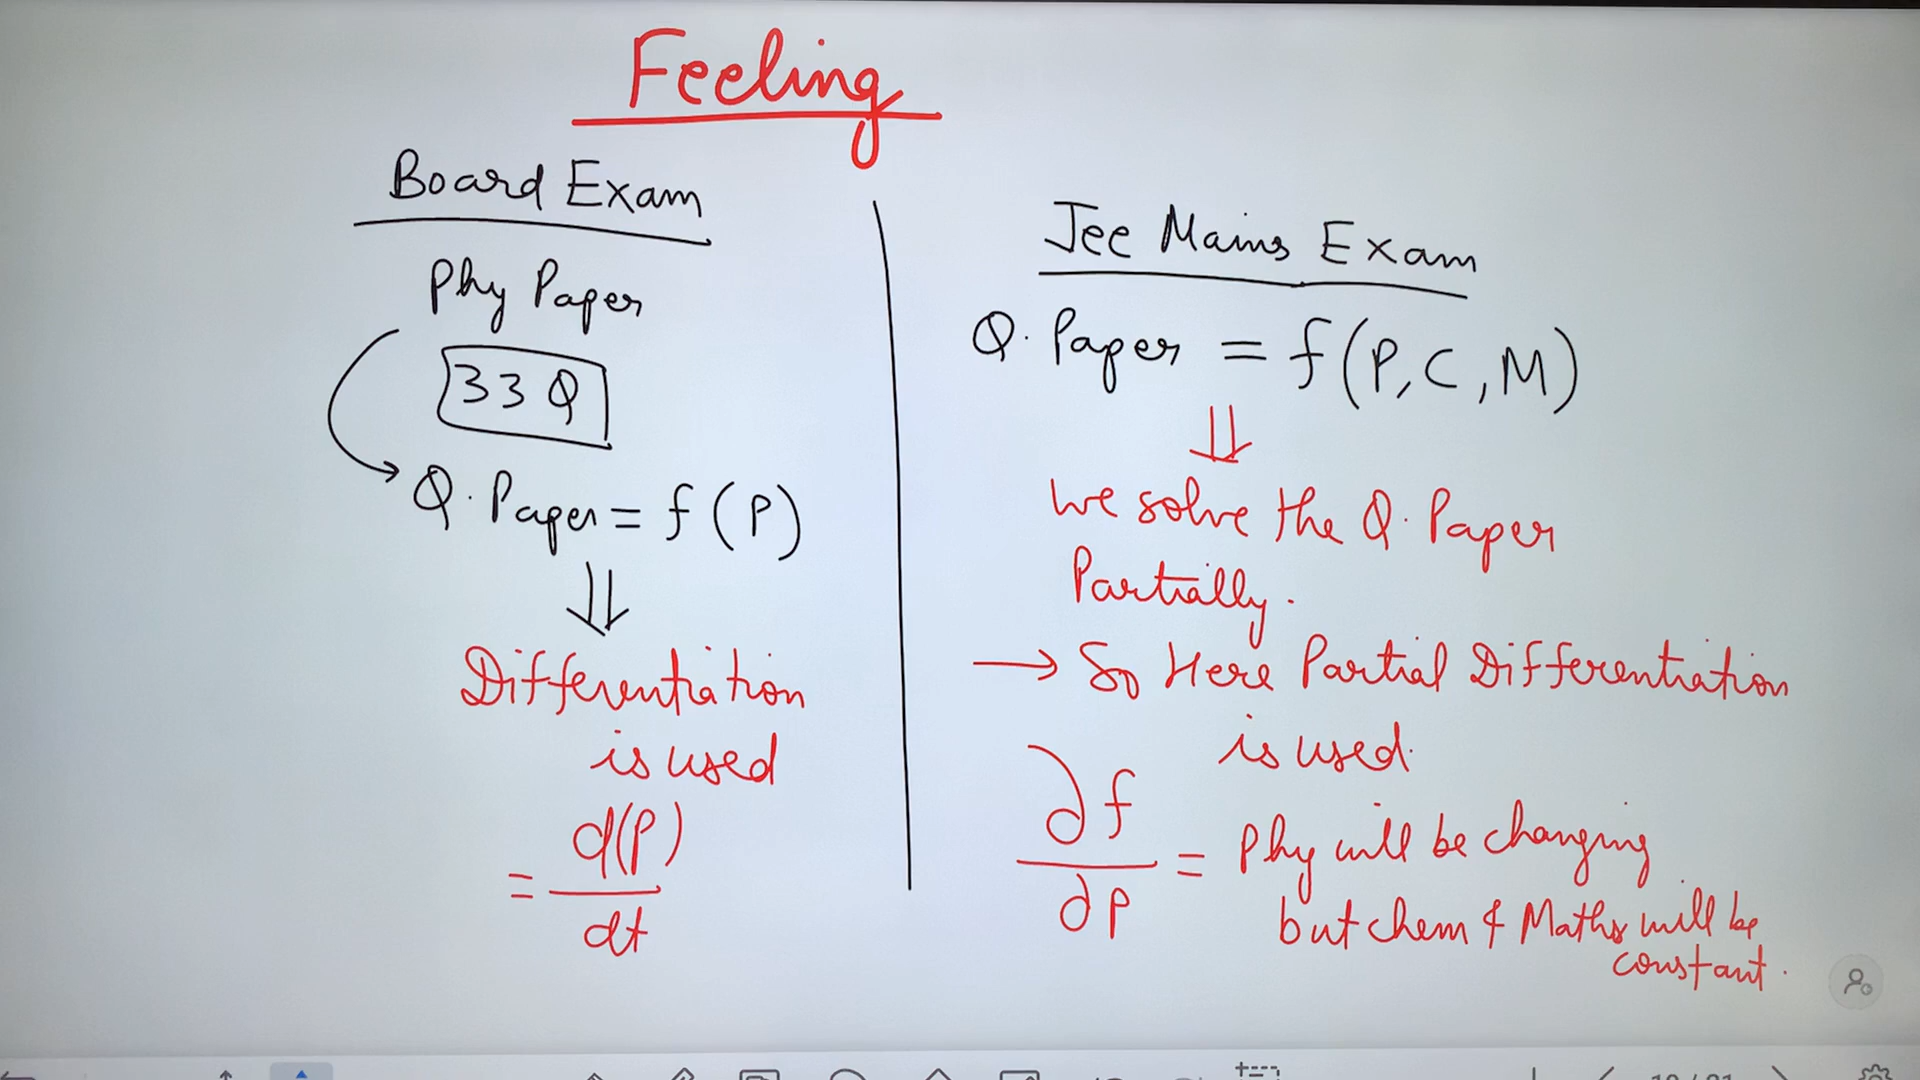 Feeling
Board Exam
Phy Paper
33 Q
Q. Paper = f (P)
⇓
Differentiation
is used
= d(P)
dt
Jee Mains Exam
Q. Paper = f(P, C, M)
⇓
We solve the Q. Paper
Partially.
→ So Here Partial Differentiation
is used.
∂f
∂P
= Phy will be changing
but chem & Maths will be
constant.